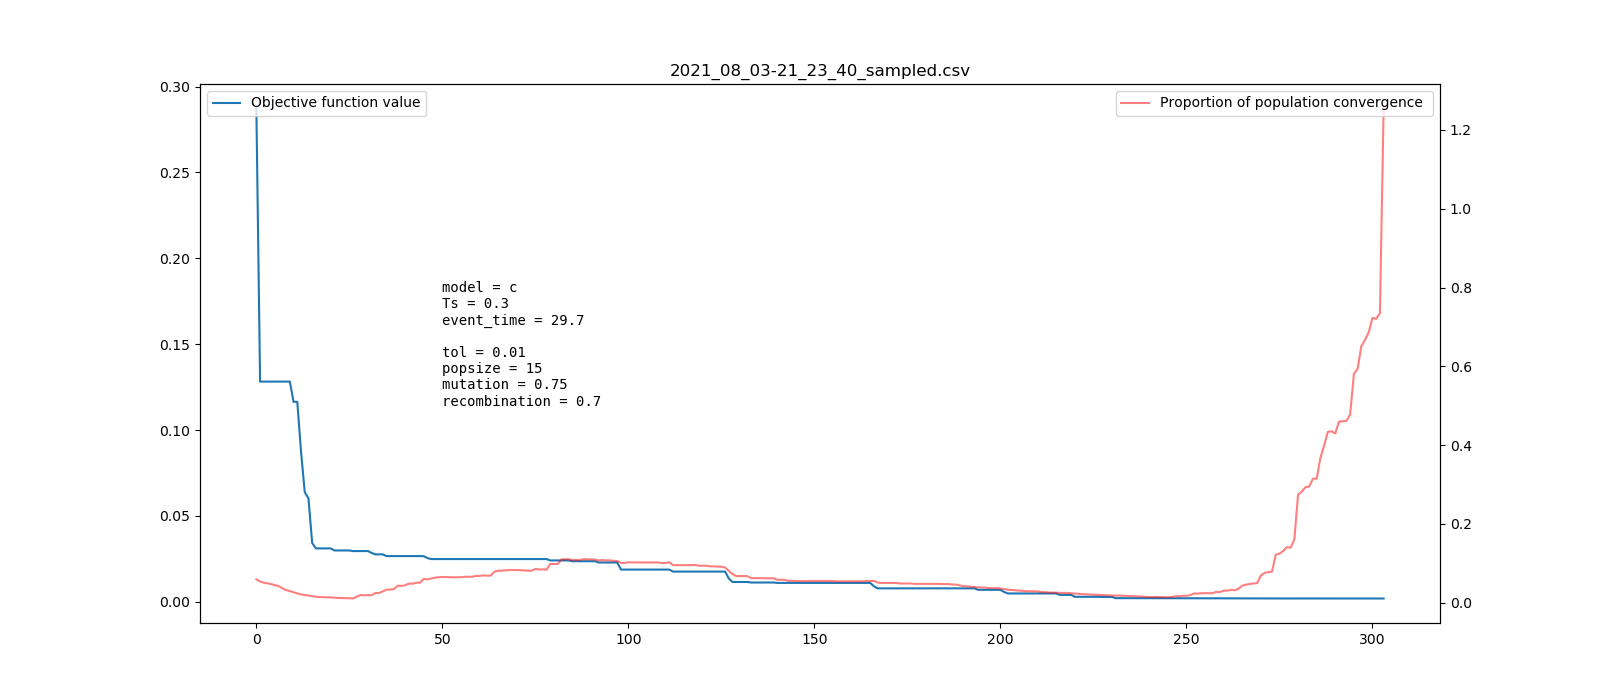 2021_08_03-21_23_40_sampled.csv
Objective function value
Proportion of population convergence
0.30
0.25
0.20
0.15
0.10
0.05
0.00
model = c
Ts = 0.3
event_time = 29.7
tol = 0.01
popsize = 15
mutation = 0.75
recombination = 0.7
1.2
1.0
0.8
0.6
0.4
0.2
0.0
0 50 100 150 200 250 300